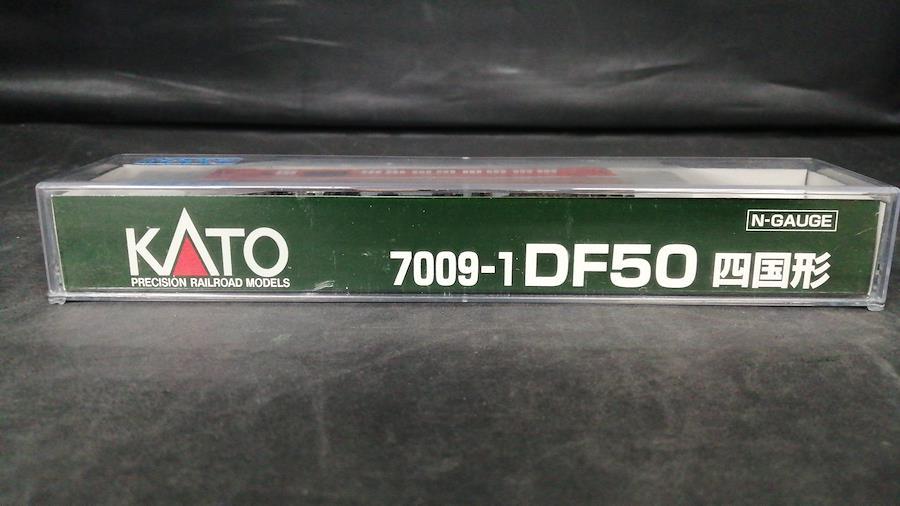 N-GAUGE
KATO
PRECISION RAILROAD MODELS
7009-1 DF50 四国形